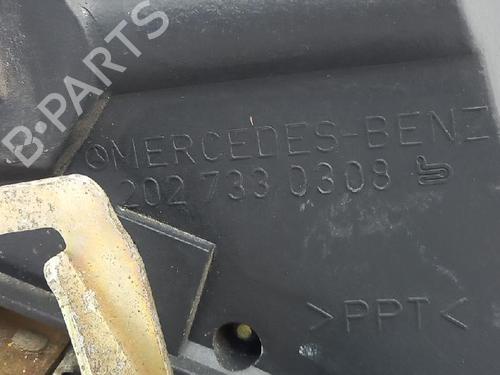 B-PARTS
MERCEDES-BENZ
202 733 0308
>PPT<